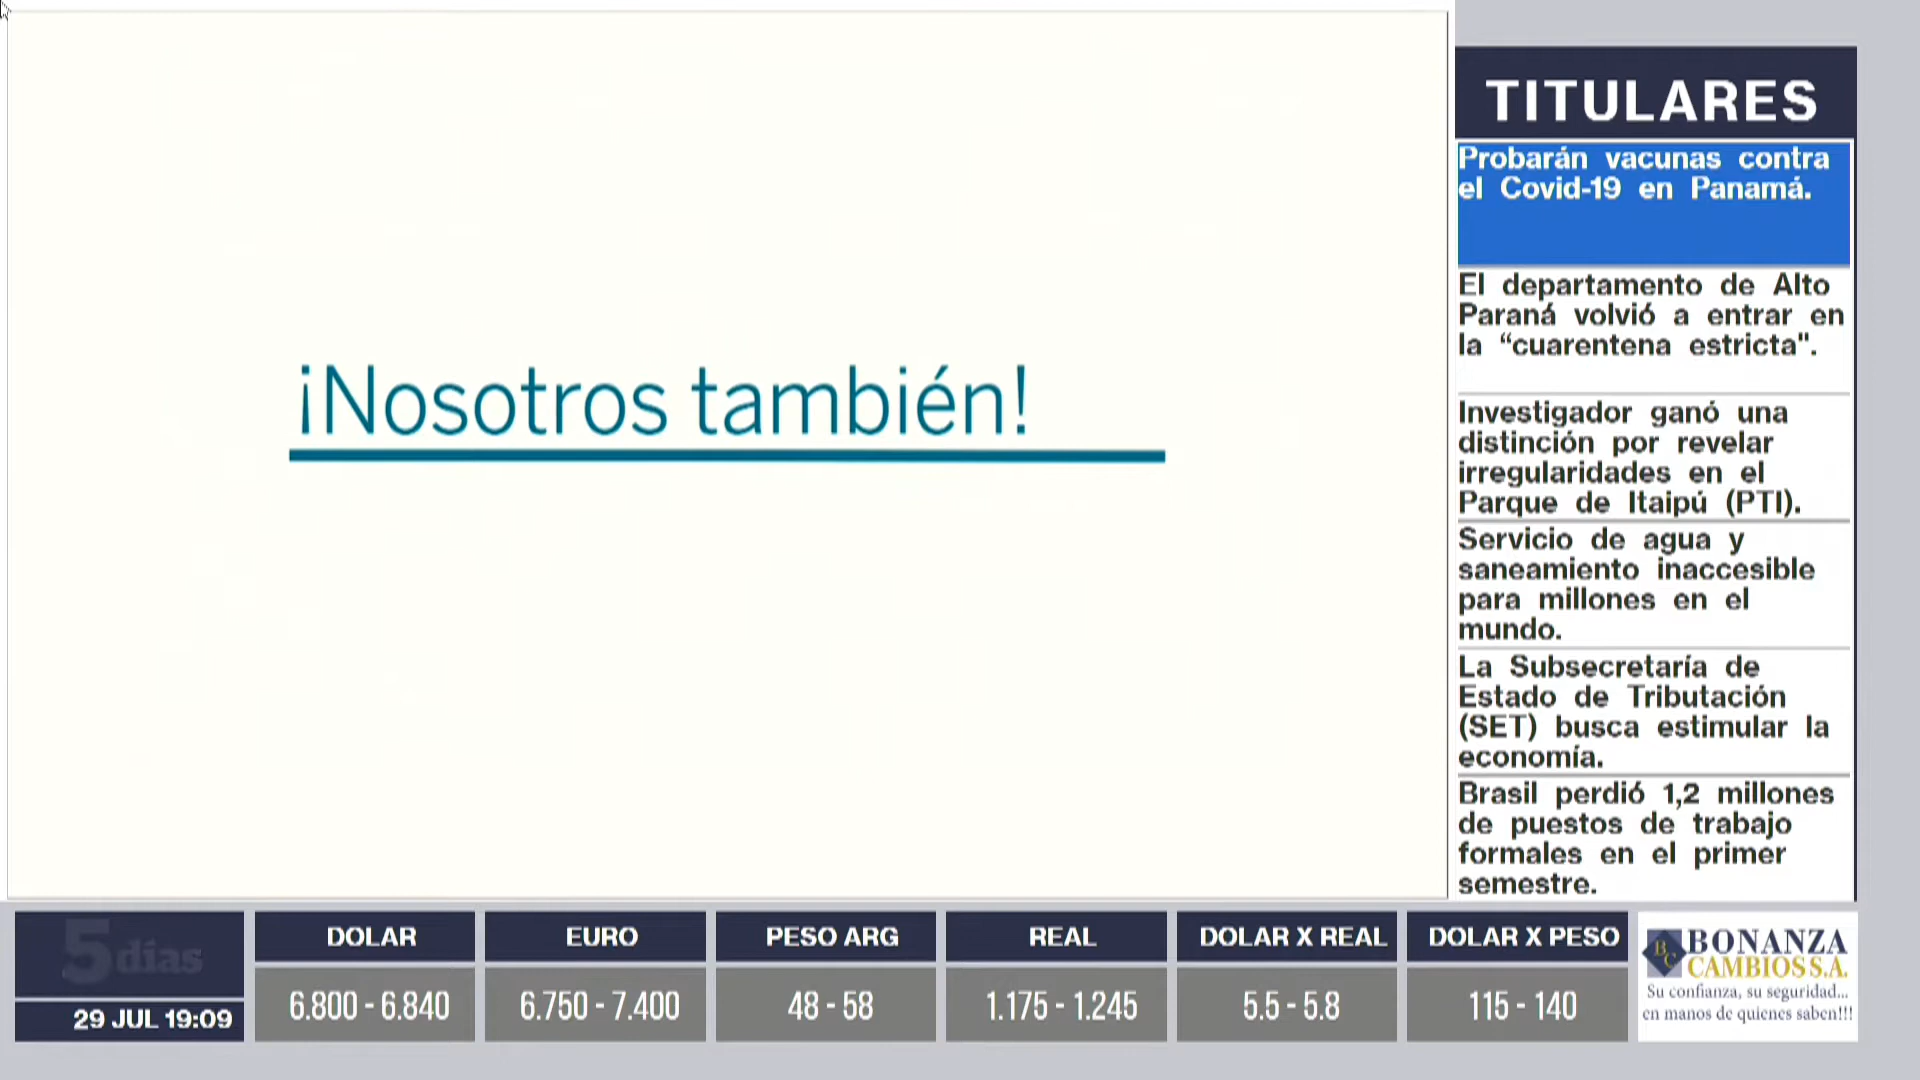 ¡Nosotros también!
TITULARES
Probarán vacunas contra
el Covid-19 en Panamá.
El departamento de Alto
Paraná volvió a entrar en
la “cuarentena estricta".
Investigador ganó una
distinción por revelar
irregularidades en el
Parque de Itaipú (PTI).
Servicio de agua y
saneamiento inaccesible
para millones en el
mundo.
La Subsecretaría de
Estado de Tributación
(SET) busca estimular la
economía.
Brasil perdió 1,2 millones
de puestos de trabajo
formales en el primer
semestre.
5días
29 JUL 19:09
DOLAR
6.800 - 6.840
EURO
6.750 - 7.400
PESO ARG
48 - 58
REAL
1.175 - 1.245
DOLAR X REAL
5.5 - 5.8
DOLAR X PESO
115 - 140
BC
BONANZA
CAMBIOS S.A.
Su confianza, su seguridad...
en manos de quienes saben!!!